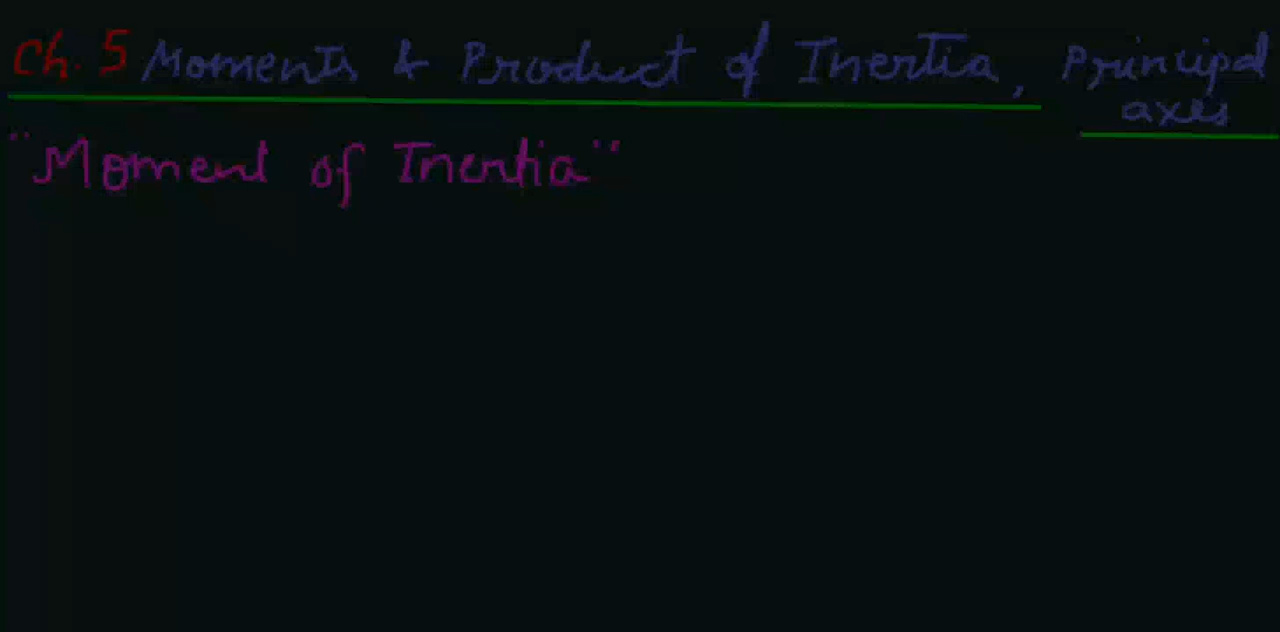 Ch. 5 Moments & Product of Inertia, Principal
axes
"Moment of Inertia"